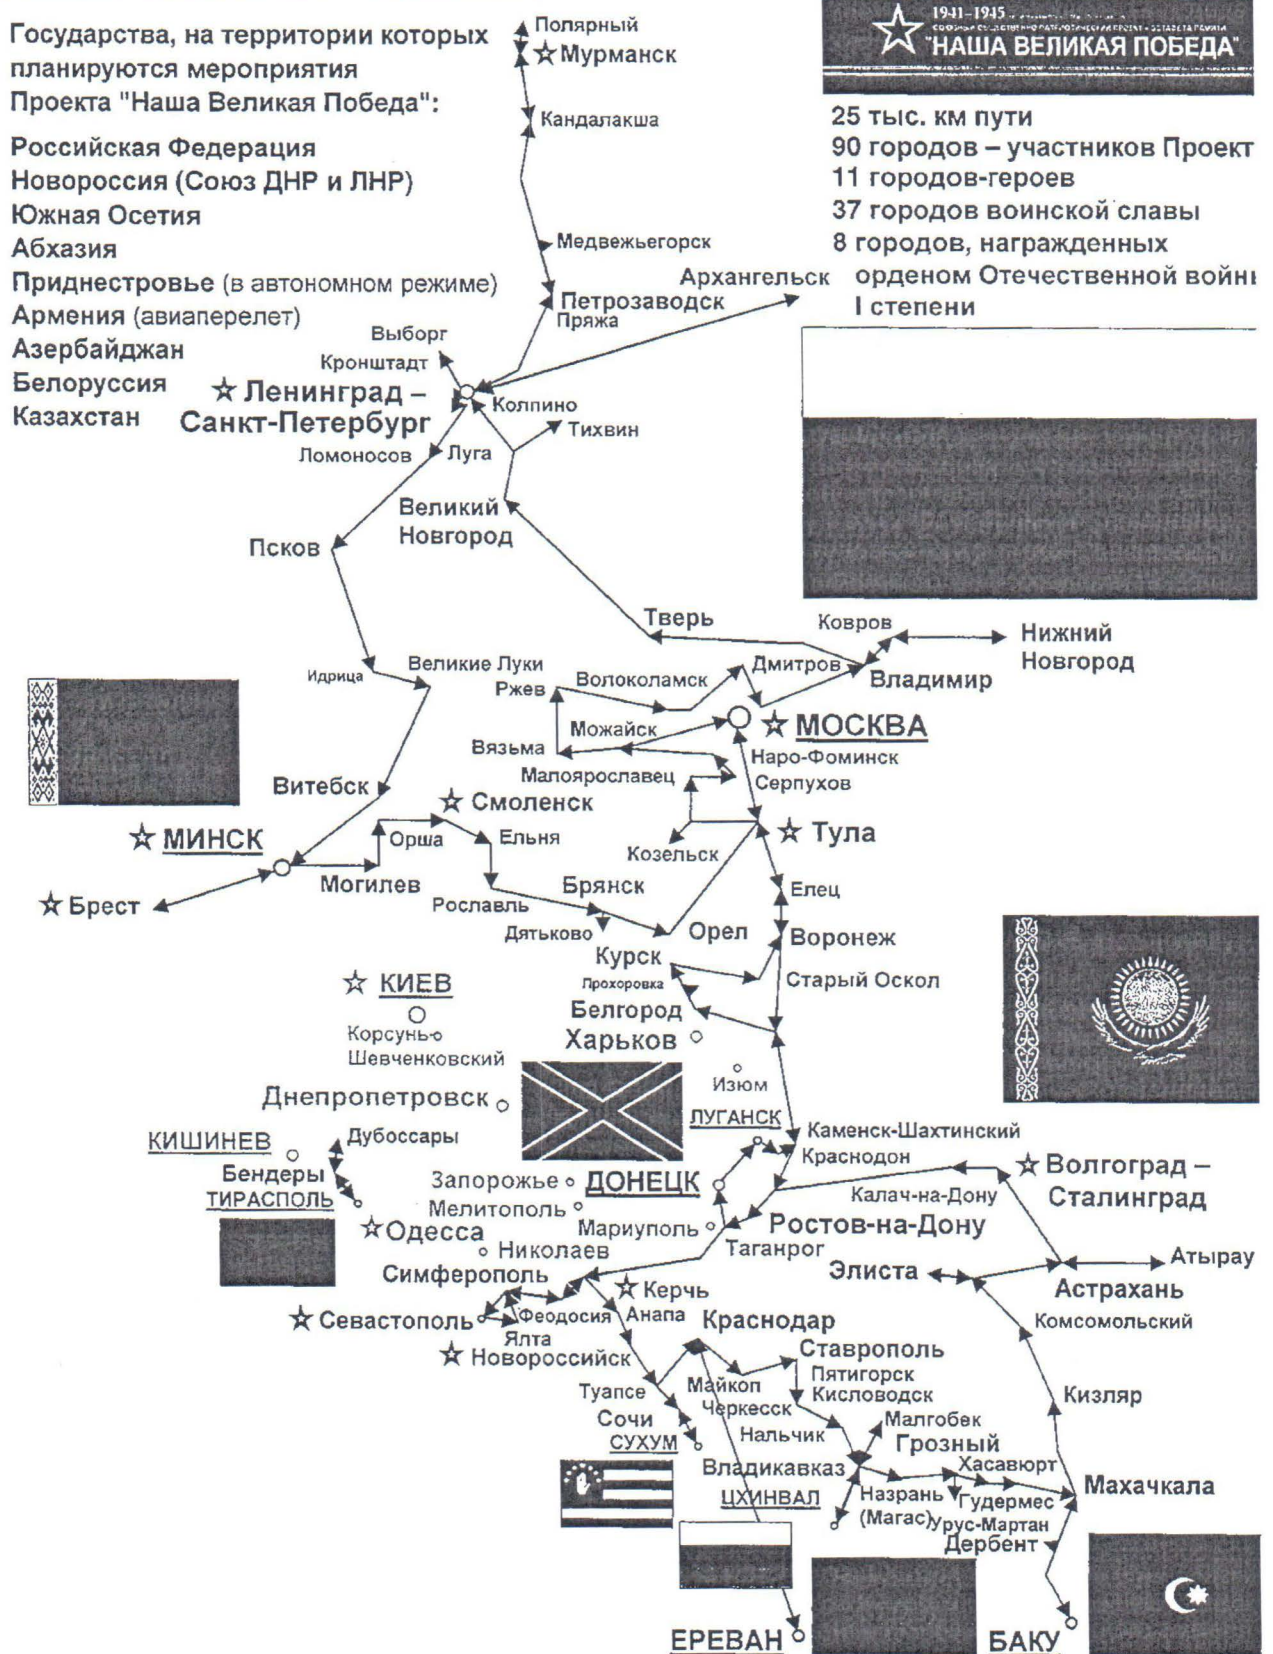 Государства, на территории которых
планируются мероприятия
Проекта "Наша Великая Победа":
Российская Федерация
Новороссия (Союз ДНР и ЛНР)
Южная Осетия
Абхазия
Приднестровье (в автономном режиме)
Армения (авиаперелет)
Азербайджан
Белоруссия
Казахстан
1941-1945
"НАША ВЕЛИКАЯ ПОБЕДА"
25 тыс. км пути
90 городов – участников Проект
11 городов-героев
37 городов воинской славы
8 городов, награжденных
орденом Отечественной войны
I степени
Полярный
Мурманск
Кандалакша
Медвежьегорск
Архангельск
Петрозаводск
Пряжа
Выборг
Кронштадт
Ленинград –
Санкт-Петербург
Колпино
Тихвин
Ломоносов
Луга
Великий
Новгород
Псков
Тверь
Ковров
Нижний
Новгород
Идрица
Великие Луки
Ржев
Волоколамск
Дмитров
Владимир
Можайск
МОСКВА
Вязьма
Наро-Фоминск
Малоярославец
Серпухов
Витебск
Смоленск
МИНСК
Орша
Ельня
Козельск
Тула
Могилев
Брянск
Елец
Брест
Рославль
Дятьково
Орел
Воронеж
Курск
Прохоровка
Старый Оскол
КИЕВ
Белгород
Корсунь-
Шевченковский
Харьков
Изюм
Днепропетровск
ЛУГАНСК
КИШИНЕВ
Дубоссары
Каменск-Шахтинский
Краснодон
Бендеры
ТИРАСПОЛЬ
Запорожье
ДОНЕЦК
Волгоград –
Сталинград
Калач-на-Дону
Мелитополь
Мариуполь
Ростов-на-Дону
Одесса
Николаев
Таганрог
Атырау
Симферополь
Элиста
Астрахань
Керчь
Севастополь
Феодосия
Анапа
Краснодар
Комсомольский
Ялта
Новороссийск
Ставрополь
Туапсе
Майкоп
Пятигорск
Кисловодск
Кизляр
Сочи
Черкесск
Малгобек
СУХУМ
Нальчик
Грозный
Владикавказ
Хасавюрт
Махачкала
ЦХИНВАЛ
Назрань
(Магас)
Гудермес
Урус-Мартан
Дербент
ЕРЕВАН
БАКУ